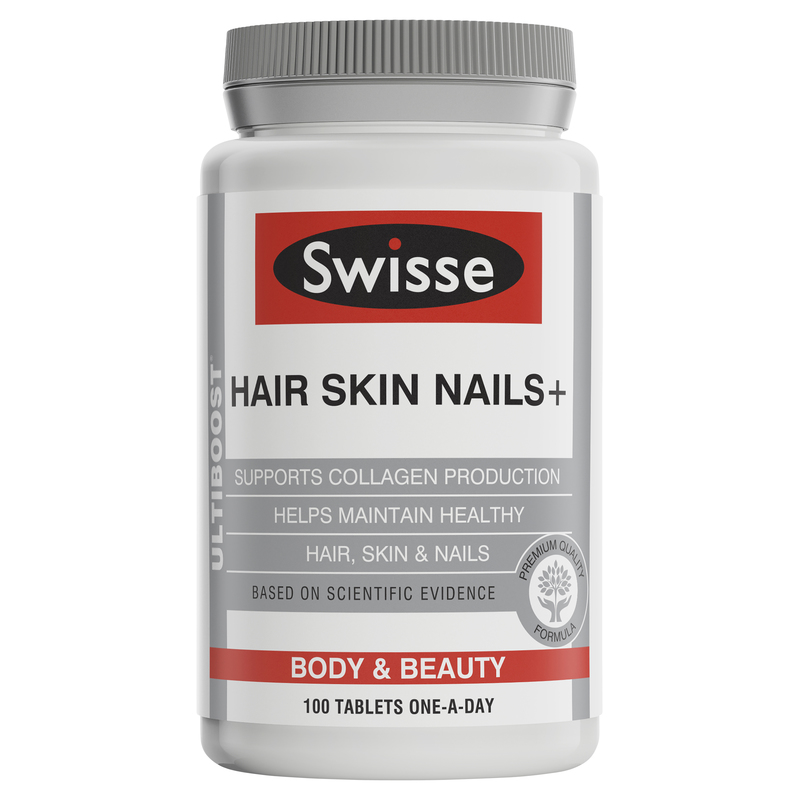 Swisse
ULTIBOOST®
HAIR SKIN NAILS+
SUPPORTS COLLAGEN PRODUCTION
HELPS MAINTAIN HEALTHY
HAIR, SKIN & NAILS
BASED ON SCIENTIFIC EVIDENCE
PREMIUM QUALITY
FORMULA
BODY & BEAUTY
100 TABLETS ONE-A-DAY